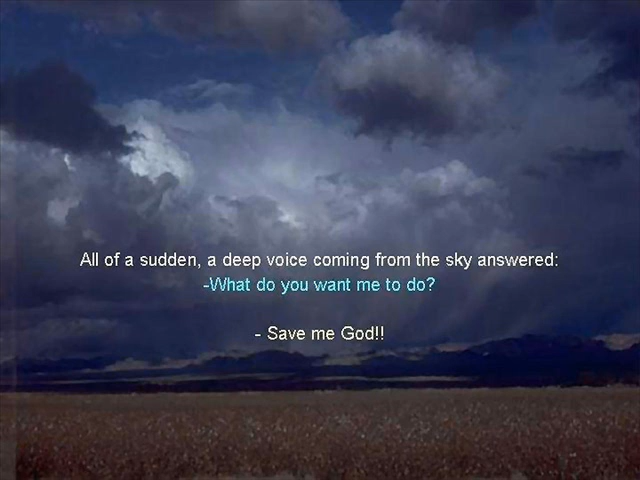 All of a sudden, a deep voice coming from the sky answered:
-What do you want me to do?
- Save me God!!